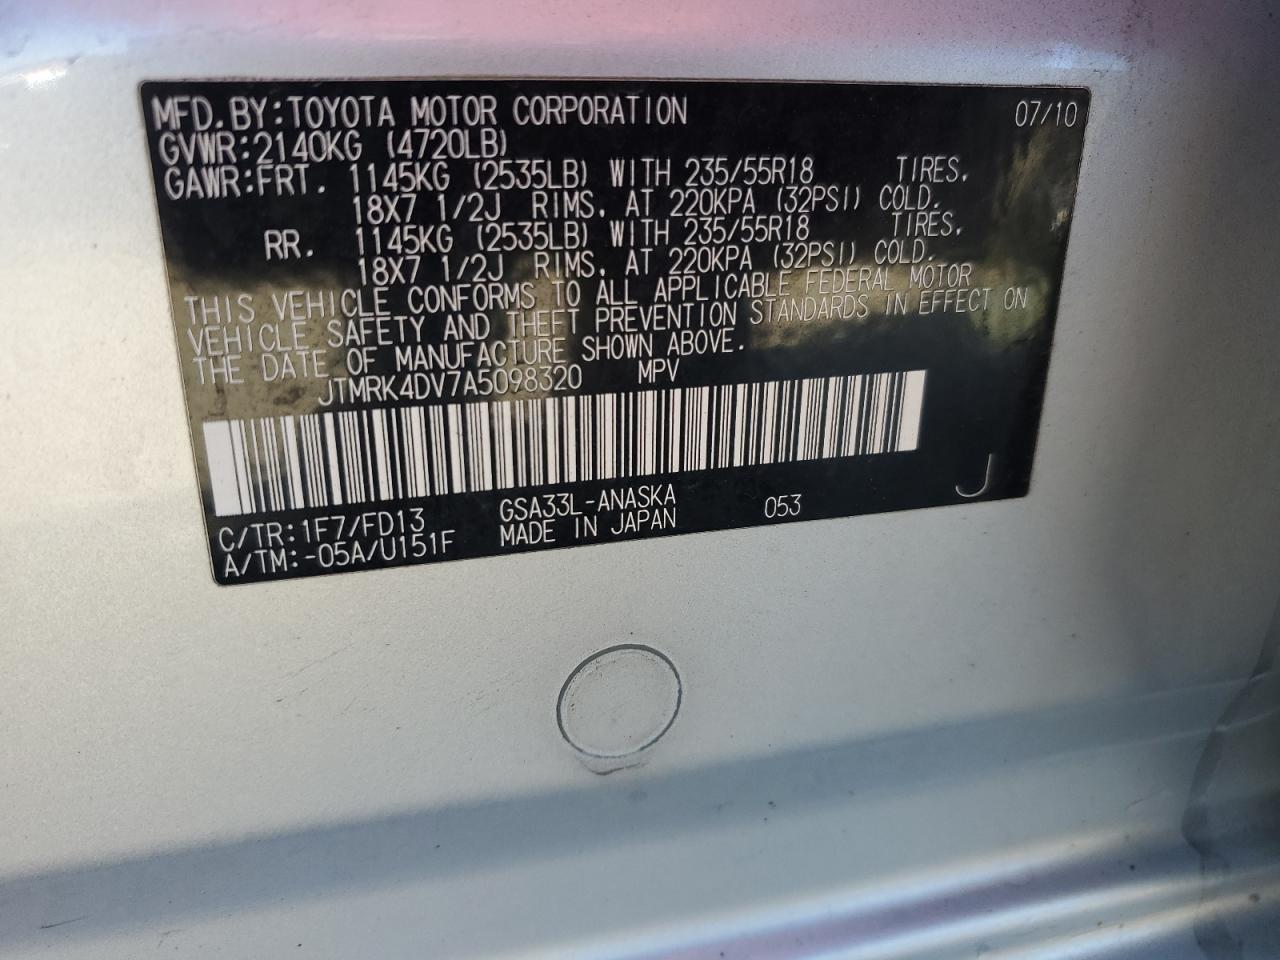 MFD.BY:TOYOTA MOTOR CORPORATION 07/10
GVWR:2140KG (4720LB)
GAWR:FRT. 1145KG (2535LB) WITH 235/55R18 TIRES,
18X7 1/2J RIMS, AT 220KPA (32PSI) COLD.
RR. 1145KG (2535LB) WITH 235/55R18 TIRES,
18X7 1/2J RIMS, AT 220KPA (32PSI) COLD.
THIS VEHICLE CONFORMS TO ALL APPLICABLE FEDERAL MOTOR
VEHICLE SAFETY AND THEFT PREVENTION STANDARDS IN EFFECT ON
THE DATE OF MANUFACTURE SHOWN ABOVE.
JTMRK4DV7A5098320 MPV
C/TR:1F7/FD13 GSA33L-ANASKA 053 J
A/TM:-05A/U151F MADE IN JAPAN